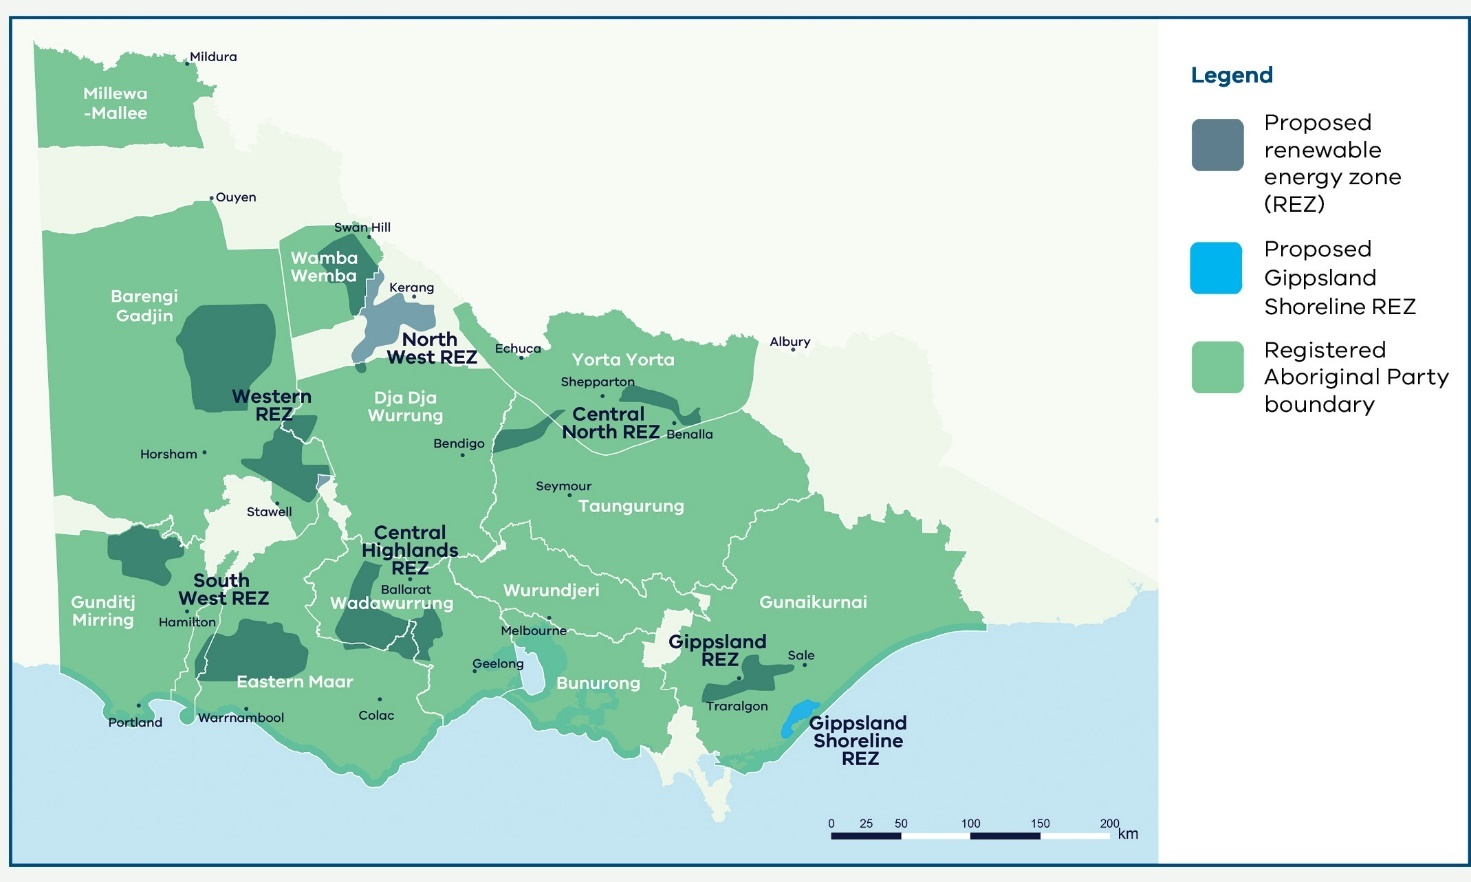 Mildura
Millewa
-Mallee
Ouyen
Swan Hill
Wamba
Wemba
Kerang
Barengi
Gadjin
North
West REZ
Echuca
Yorta Yorta
Albury
Shepparton
Western
REZ
Dja Dja
Wurrung
Central
North REZ
Benalla
Bendigo
Horsham
Seymour
Taungurung
Stawell
Central
Highlands
REZ
Ballarat
Wadawurrung
South
West REZ
Gunditj
Mirring
Hamilton
Wurundjeri
Gunaikurnai
Melbourne
Gippsland
REZ
Sale
Geelong
Bunurong
Eastern Maar
Traralgon
Portland
Warrnambool
Colac
Gippsland
Shoreline
REZ
0 25 50 100 150 200
km
Legend
Proposed
renewable
energy zone
(REZ)
Proposed
Gippsland
Shoreline REZ
Registered
Aboriginal Party
boundary